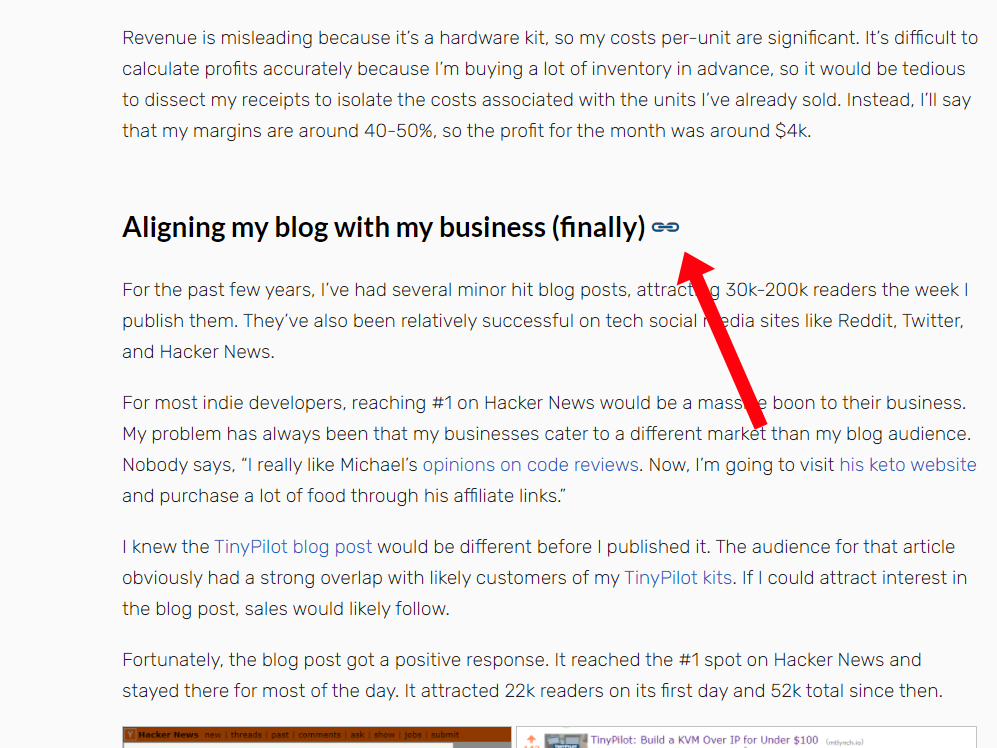 Revenue is misleading because it's a hardware kit, so my costs per-unit are significant. It's difficult to
calculate profits accurately because I'm buying a lot of inventory in advance, so it would be tedious
to dissect my receipts to isolate the costs associated with the units I've already sold. Instead, I'll say
that my margins are around 40-50%, so the profit for the month was around $4k.
Aligning my blog with my business (finally)
For the past few years, I've had several minor hit blog posts, attracting 30k-200k readers the week I
publish them. They've also been relatively successful on tech social media sites like Reddit, Twitter,
and Hacker News.
For most indie developers, reaching #1 on Hacker News would be a massive boon to their business.
My problem has always been that my businesses cater to a different market than my blog audience.
Nobody says, “I really like Michael's opinions on code reviews. Now, I'm going to visit his keto website
and purchase a lot of food through his affiliate links.”
I knew the TinyPilot blog post would be different before I published it. The audience for that article
obviously had a strong overlap with likely customers of my TinyPilot kits. If I could attract interest in
the blog post, sales would likely follow.
Fortunately, the blog post got a positive response. It reached the #1 spot on Hacker News and
stayed there for most of the day. It attracted 22k readers on its first day and 52k total since then.
Y Hacker News new | threads | past | comments | ask | show | jobs | submit
TinyPilot: Build a KVM Over IP for Under $100 (mtlynch.io)